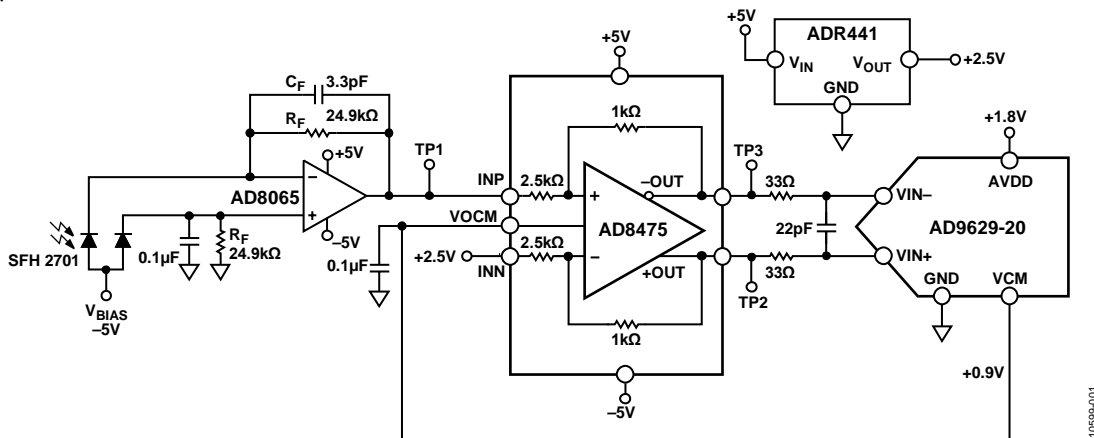 +5V
ADR441
VIN
VOUT
+2.5V
GND
+5V
CF 3.3pF
24.9kΩ
RF
+5V
AD8065
−5V
TP1
SFH 2701
0.1µF
RF
24.9kΩ
VBIAS
−5V
INP
VOCM
INN
+2.5V
0.1µF
2.5kΩ
2.5kΩ
1kΩ
1kΩ
+
−
−OUT
AD8475
+OUT
−5V
TP3
TP2
33Ω
33Ω
22pF
+1.8V
AVDD
VIN−
AD9629-20
VIN+
GND
VCM
+0.9V
−
+
10599-001